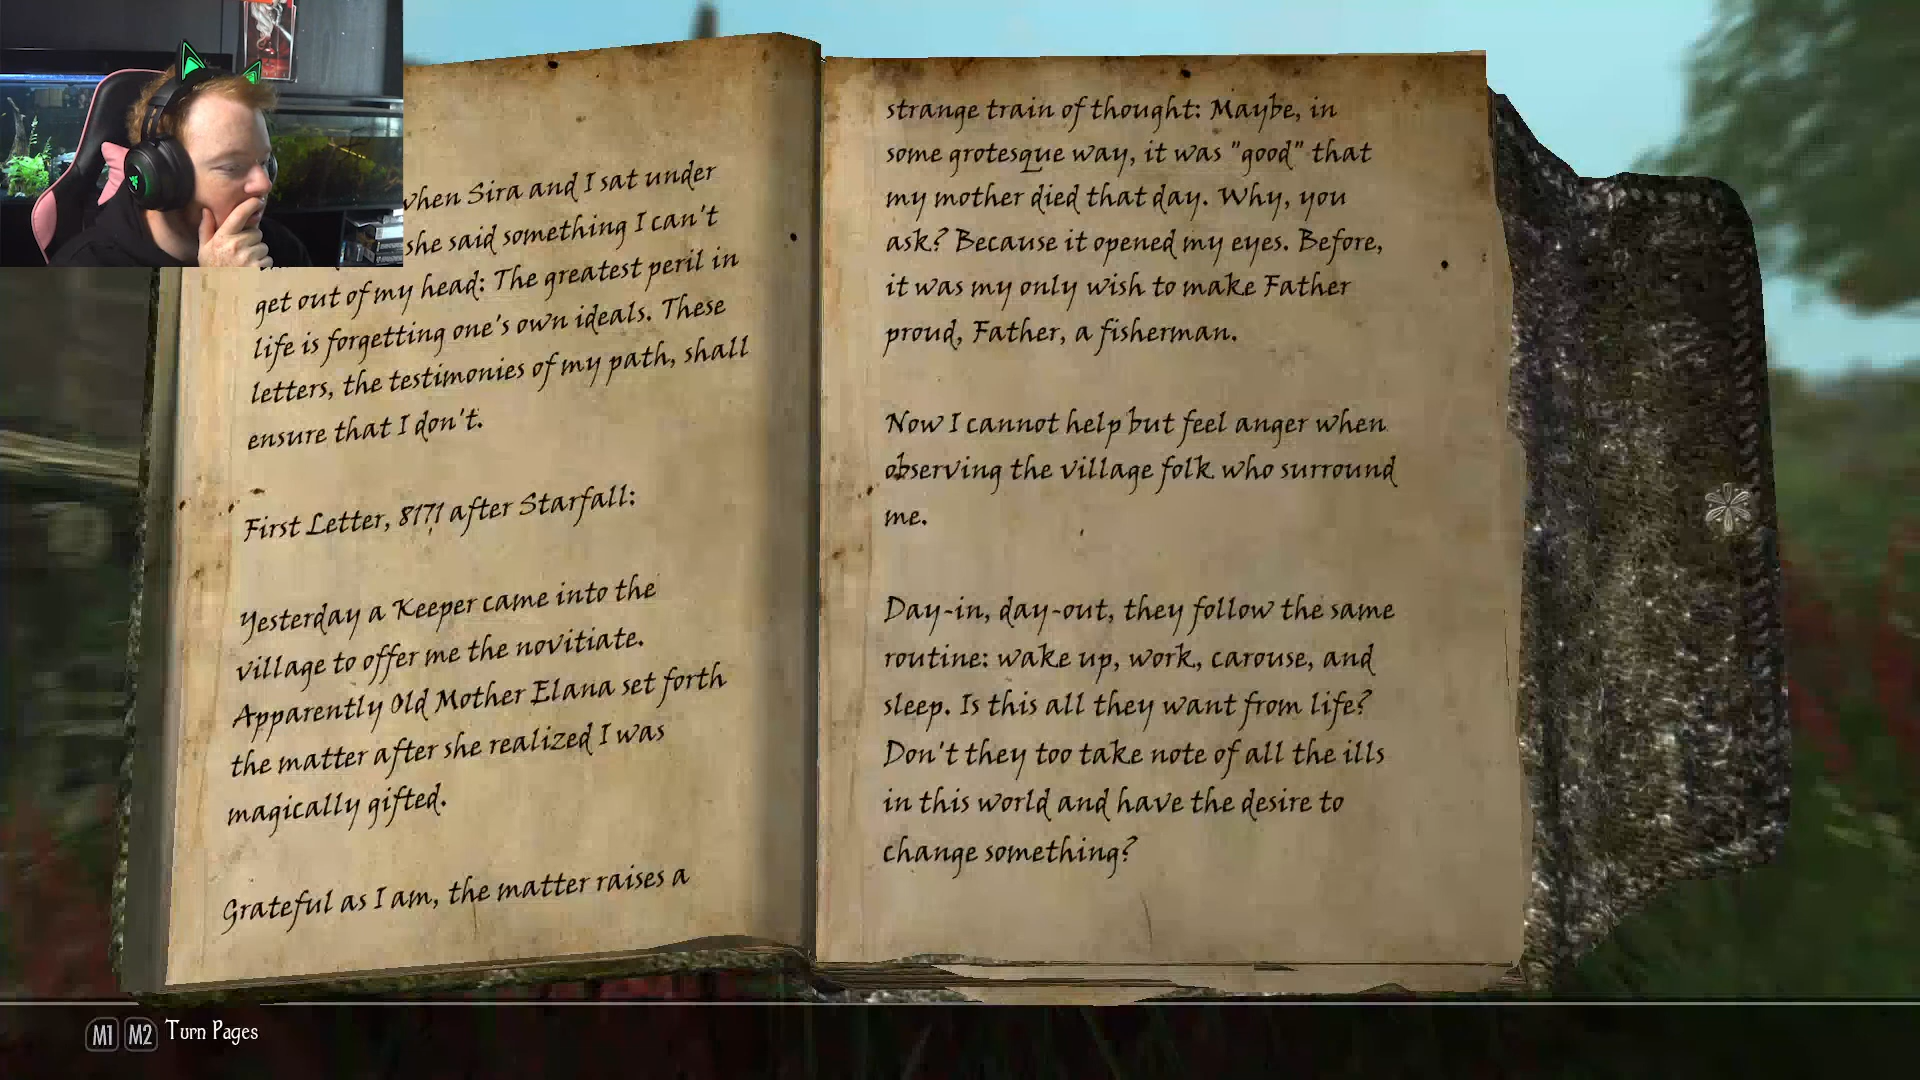 when Sira and I sat under
she said something I can't
get out of my head: The greatest peril in
life is forgetting one's own ideals. These
letters, the testimonies of my path, shall
ensure that I don't.
First Letter, 8171 after Starfall:
Yesterday a Keeper came into the
village to offer me the novitiate.
Apparently Old Mother Elana set forth
the matter after she realized I was
magically gifted.
Grateful as I am, the matter raises a
strange train of thought: Maybe, in
some grotesque way, it was "good" that
my mother died that day. Why, you
ask? Because it opened my eyes. Before,
it was my only wish to make Father
proud, Father, a fisherman.
Now I cannot help but feel anger when
observing the village folk who surround
me.
Day-in, day-out, they follow the same
routine: wake up, work, carouse, and
sleep. Is this all they want from life?
Don't they too take note of all the ills
in this world and have the desire to
change something?
M1 M2 Turn Pages